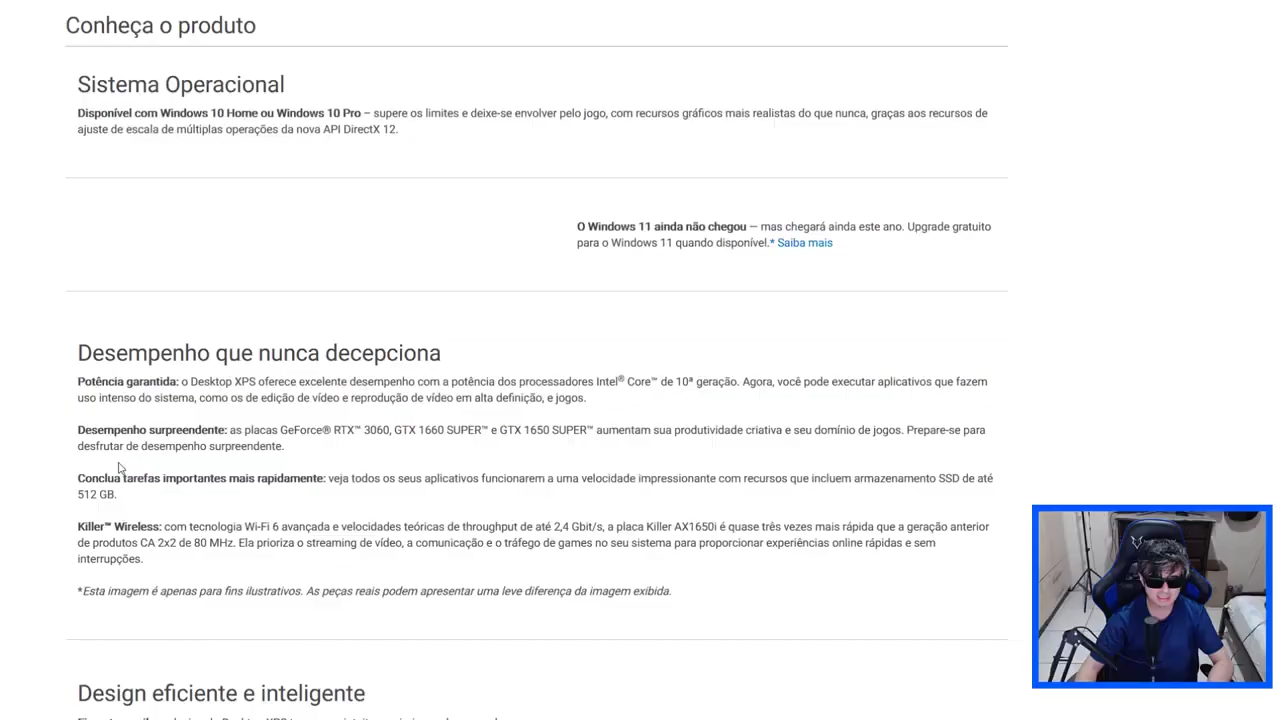 Conheça o produto
Sistema Operacional
Disponível com Windows 10 Home ou Windows 10 Pro – supere os limites e deixe-se envolver pelo jogo, com recursos gráficos mais realistas do que nunca, graças aos recursos de
ajuste de escala de múltiplas operações da nova API DirectX 12.
O Windows 11 ainda não chegou — mas chegará ainda este ano. Upgrade gratuito
para o Windows 11 quando disponível.* Saiba mais
Desempenho que nunca decepciona
Potência garantida: o Desktop XPS oferece excelente desempenho com a potência dos processadores Intel® Core™ de 10ª geração. Agora, você pode executar aplicativos que fazem
uso intenso do sistema, como os de edição de vídeo e reprodução de vídeo em alta definição, e jogos.
Desempenho surpreendente: as placas GeForce® RTX™ 3060, GTX 1660 SUPER™ e GTX 1650 SUPER™ aumentam sua produtividade criativa e seu domínio de jogos. Prepare-se para
desfrutar de desempenho surpreendente.
Conclua tarefas importantes mais rapidamente: veja todos os seus aplicativos funcionarem a uma velocidade impressionante com recursos que incluem armazenamento SSD de até
512 GB.
Killer™ Wireless: com tecnologia Wi-Fi 6 avançada e velocidades teóricas de throughput de até 2,4 Gbit/s, a placa Killer AX1650i é quase três vezes mais rápida que a geração anterior
de produtos CA 2x2 de 80 MHz. Ela prioriza o streaming de vídeo, a comunicação e o tráfego de games no seu sistema para proporcionar experiências online rápidas e sem
interrupções.
*Esta imagem é apenas para fins ilustrativos. As peças reais podem apresentar uma leve diferença da imagem exibida.
Design eficiente e inteligente